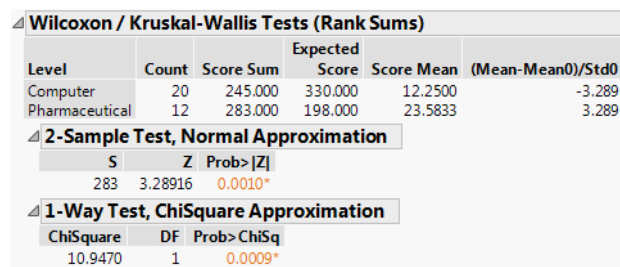 Wilcoxon / Kruskal-Wallis Tests (Rank Sums)
Expected
Level Count Score Sum Score Score Mean (Mean-Mean0)/Std0
Computer 20 245.000 330.000 12.2500 -3.289
Pharmaceutical 12 283.000 198.000 23.5833 3.289
2-Sample Test, Normal Approximation
S Z Prob>|Z|
283 3.28916 0.0010*
1-Way Test, ChiSquare Approximation
ChiSquare DF Prob>ChiSq
10.9470 1 0.0009*